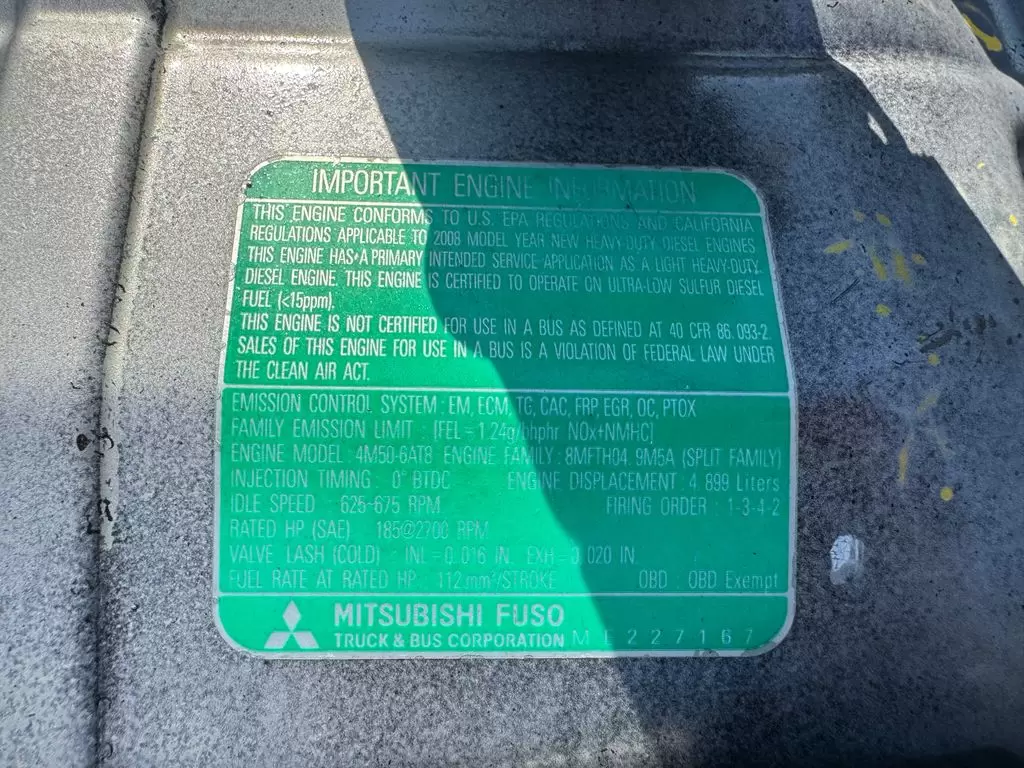 IMPORTANT ENGINE INFORMATION
THIS ENGINE CONFORMS TO U.S. EPA REGULATIONS AND CALIFORNIA
REGULATIONS APPLICABLE TO 2008 MODEL YEAR NEW HEAVY-DUTY DIESEL ENGINES.
THIS ENGINE HAS A PRIMARY INTENDED SERVICE APPLICATION AS A LIGHT HEAVY-DUTY
DIESEL ENGINE. THIS ENGINE IS CERTIFIED TO OPERATE ON ULTRA-LOW SULFUR DIESEL
FUEL (<15ppm).
THIS ENGINE IS NOT CERTIFIED FOR USE IN A BUS AS DEFINED AT 40 CFR 86.093-2.
SALES OF THIS ENGINE FOR USE IN A BUS IS A VIOLATION OF FEDERAL LAW UNDER
THE CLEAN AIR ACT.
EMISSION CONTROL SYSTEM : EM, ECM, TC, CAC, FRP, EGR, OC, PTOX
FAMILY EMISSION LIMIT : [FEL=1.24g/bhphr NOx+NMHC]
ENGINE MODEL : 4M50-6AT8 ENGINE FAMILY : 8MFTH04.9M5A (SPLIT FAMILY)
INJECTION TIMING : 0° BTDC ENGINE DISPLACEMENT : 4.899 Liters
IDLE SPEED : 625-675 RPM FIRING ORDER : 1-3-4-2
RATED HP (SAE) : 185@2700 RPM
VALVE LASH (COLD) : INL=0.016 IN. EXH=0.020 IN.
FUEL RATE AT RATED HP : 112 mm³/STROKE OBD : OBD Exempt
MITSUBISHI FUSO
TRUCK & BUS CORPORATION ME227167